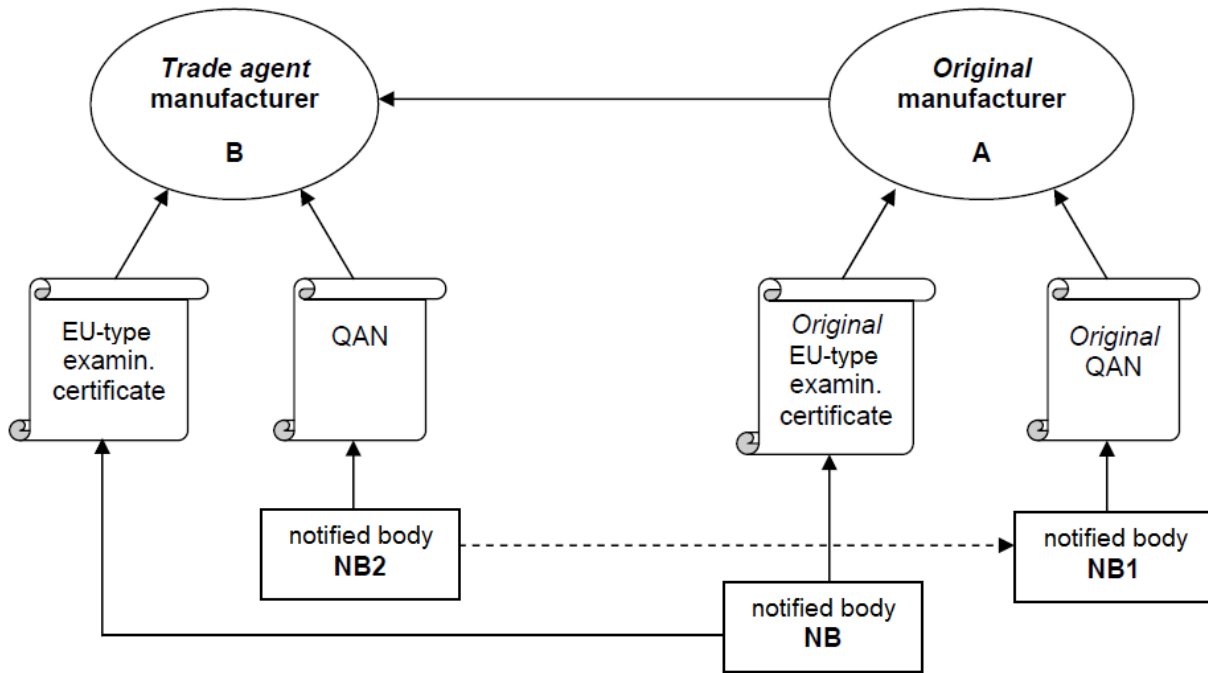 Trade agent
manufacturer
B
Original
manufacturer
A
EU-type
examin.
certificate
QAN
Original
EU-type
examin.
certificate
Original
QAN
notified body
NB2
notified body
NB1
notified body
NB